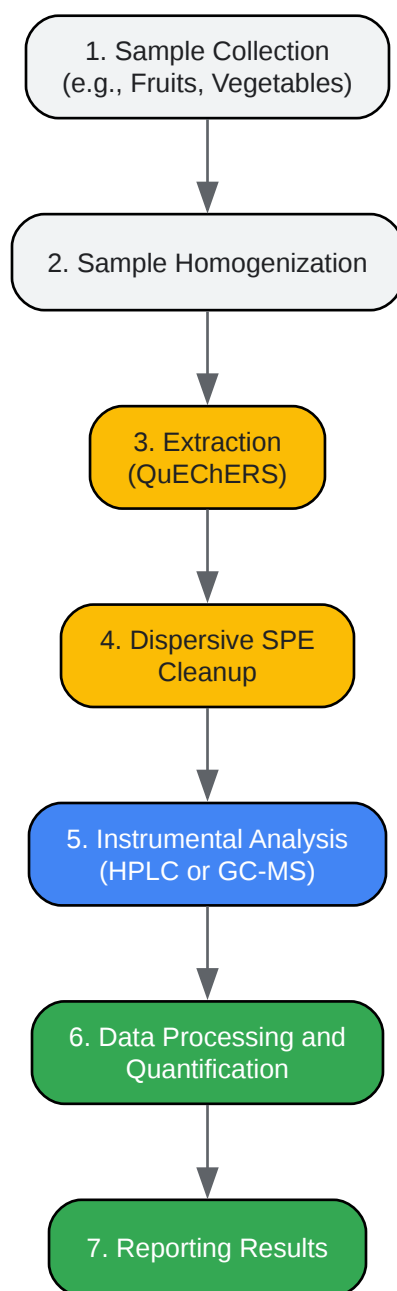 1. Sample Collection
(e.g., Fruits, Vegetables)
2. Sample Homogenization
3. Extraction
(QuEChERS)
4. Dispersive SPE
Cleanup
5. Instrumental Analysis
(HPLC or GC-MS)
6. Data Processing and
Quantification
7. Reporting Results